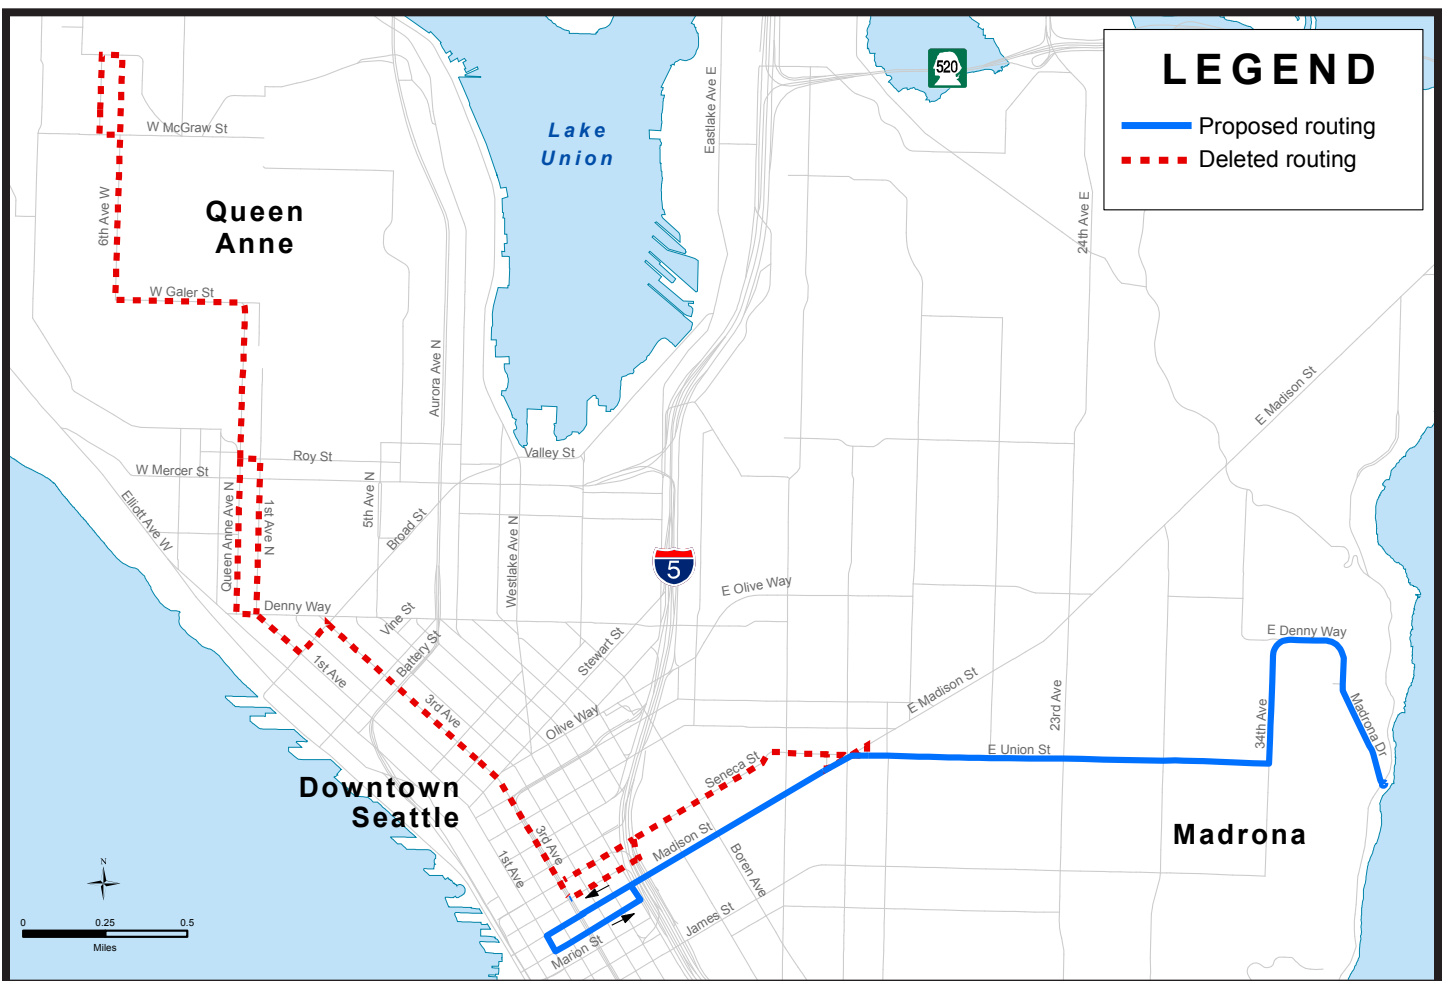 LEGEND
Proposed routing
Deleted routing
520
Lake
Union
Eastlake Ave E
W McGraw St
6th Ave W
Queen
Anne
24th Ave E
W Galer St
Aurora Ave N
E Madison St
Roy St
Valley St
W Mercer St
Elliott Ave W
Queen Anne Ave N
1st Ave N
5th Ave N
Broad St
Westlake Ave N
5
E Olive Way
Denny Way
Vine St
Battery St
Stewart St
1st Ave
3rd Ave
Olive Way
E Madison St
23rd Ave
E Denny Way
34th Ave
Madrona Dr
E Union St
Seneca St
Downtown
Seattle
3rd Ave
1st Ave
Madison St
Boren Ave
Madrona
James St
Marion St
N
0 0.25 0.5
Miles